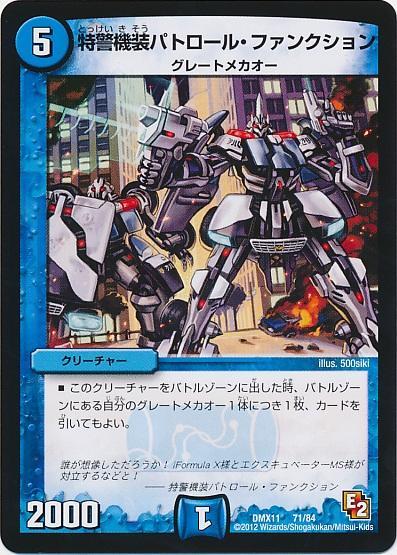 5
とっけい き そう
特警機装パトロール・ファンクション
グレートメカオー
クリーチャー
illus. 500siki
■ このクリーチャーをバトルゾーンに出した時、バトルゾー
ンにある自分のグレートメカオー1体につき1枚、カードを
引いてもよい。
誰が想像しただろうか！ iFormula X様とエクスキュベーターMS様が
対立するなどと！
—— 特警機装パトロール・ファンクション
2000
1
DMX11 71/84
E2
©2012 Wizards/Shogakukan/Mitsui-Kids